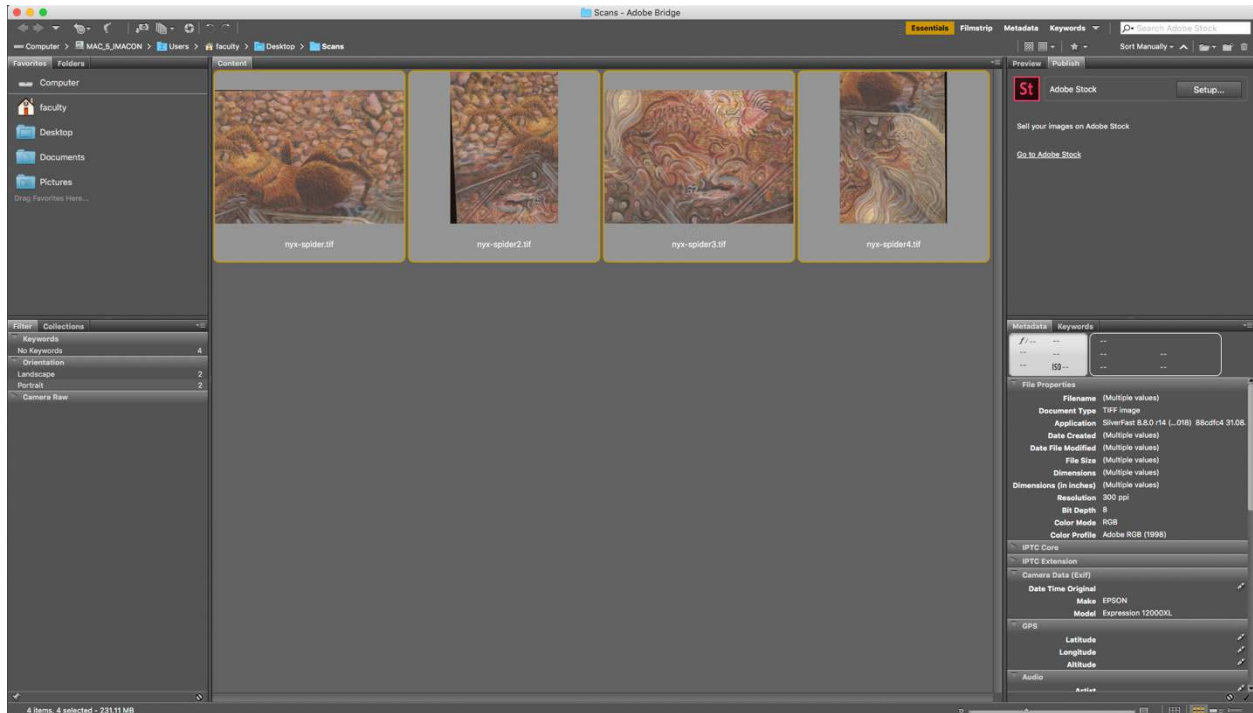 Scans - Adobe Bridge
Essentials Filmstrip Metadata Keywords Search Adobe Stock
Computer > MAC_5_IMACON > Users > faculty > Desktop > Scans
Sort Manually
Favorites Folders
Computer
faculty
Desktop
Documents
Pictures
Drag Favorites Here...
Filter Collections
Keywords
No Keywords 4
Orientation
Landscape 2
Portrait 2
Camera Raw
Content
nyx-spider.tif
nyx-spider2.tif
nyx-spider3.tif
nyx-spider4.tif
Preview Publish
St Adobe Stock Setup...
Sell your images on Adobe Stock
Go to Adobe Stock
Metadata Keywords
f/-- -- -- 
-- -- -- --
-- ISO-- -- --
File Properties
Filename (Multiple values)
Document Type TIFF image
Application SilverFast 8.8.0 r14 (...018) 88cdfc4 31.08.
Date Created (Multiple values)
Date File Modified (Multiple values)
File Size (Multiple values)
Dimensions (Multiple values)
Dimensions (in inches) (Multiple values)
Resolution 300 ppi
Bit Depth 8
Color Mode RGB
Color Profile Adobe RGB (1998)
IPTC Core
IPTC Extension
Camera Data (Exif)
Date Time Original
Make EPSON
Model Expression 12000XL
GPS
Latitude
Longitude
Altitude
Audio
Artist
4 items, 4 selected - 231.11 MB